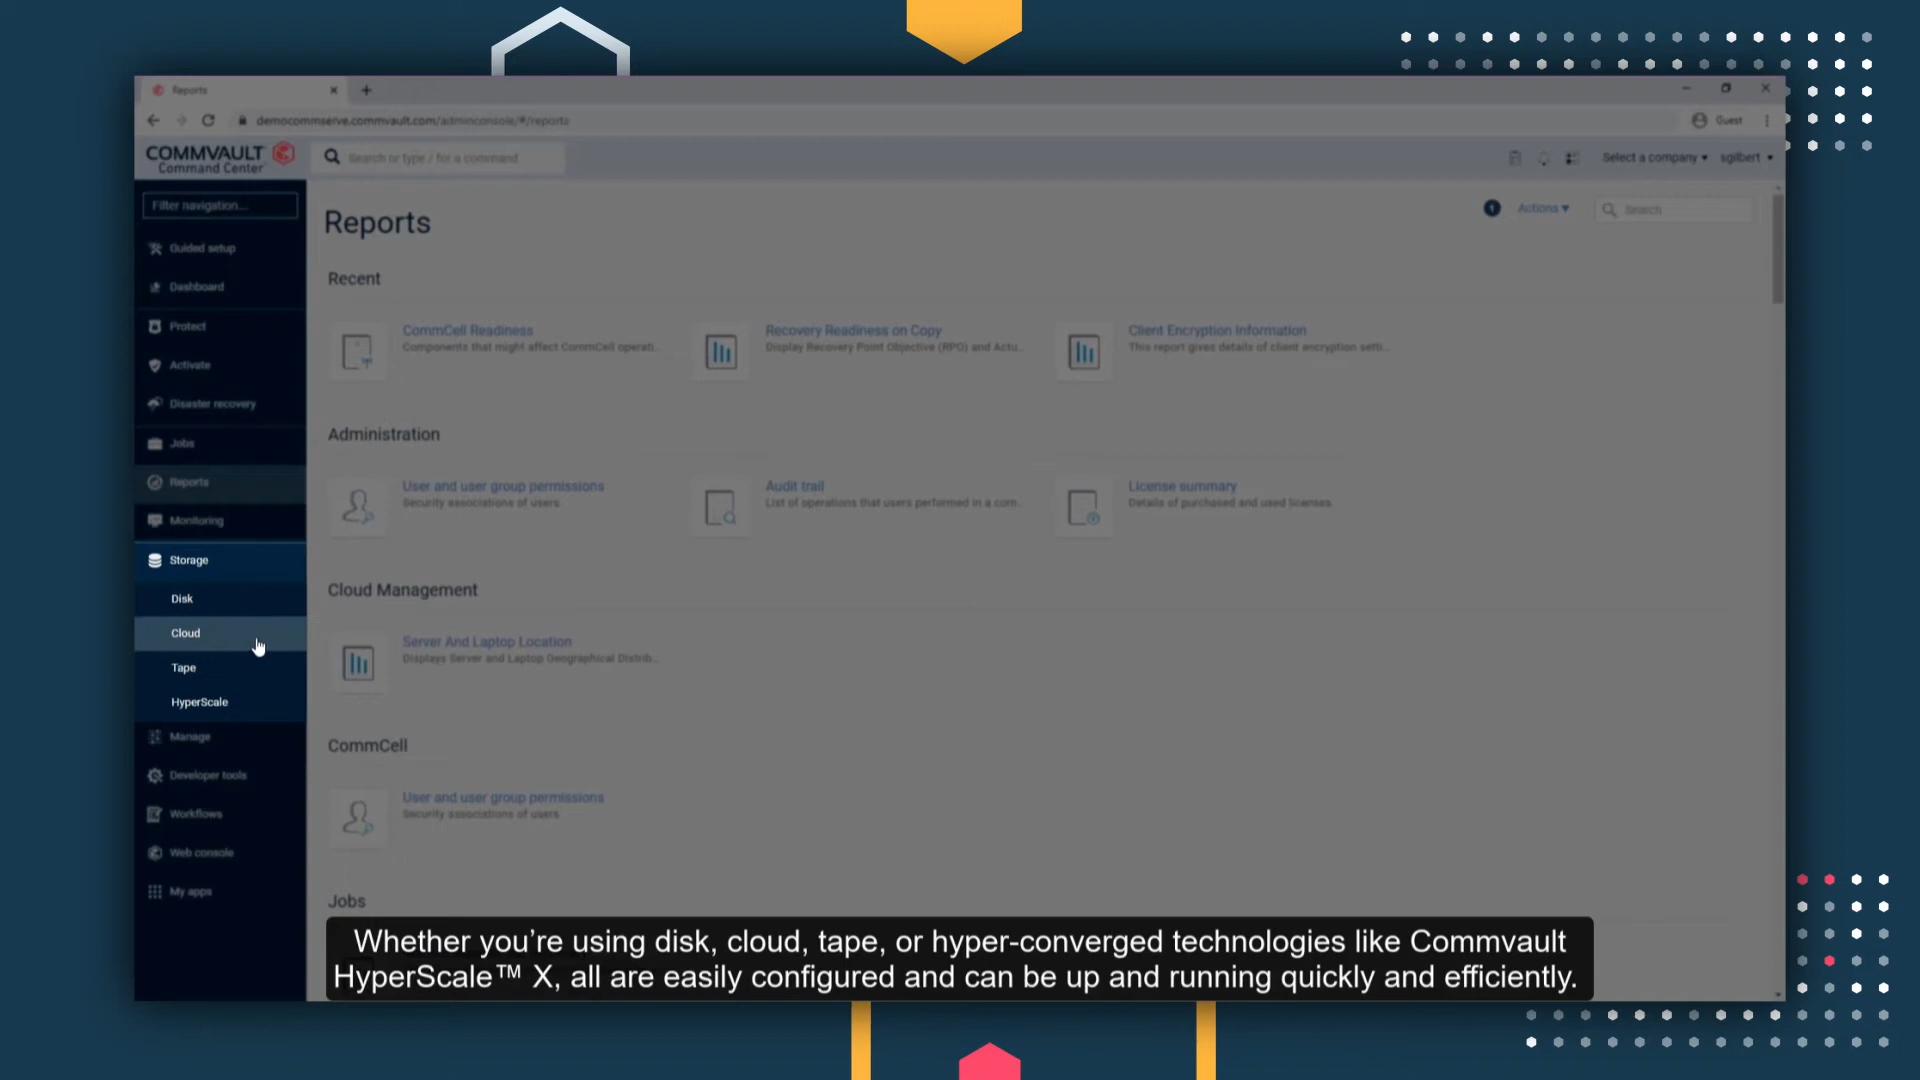 Reports
democommserve.commvault.com/adminconsole/#/reports
Guest
COMMVAULT
Command Center
Search or type / for a command
Select a company
sgilbert
Filter navigation...
Guided setup
Dashboard
Protect
Activate
Disaster recovery
Jobs
Reports
Monitoring
Storage
Disk
Cloud
Tape
HyperScale
Manage
Developer tools
Workflows
Web console
My apps
Reports
Actions
Search
Recent
CommCell Readiness
Components that might affect CommCell operati...
Recovery Readiness on Copy
Display Recovery Point Objective (RPO) and Actu...
Client Encryption Information
This report gives details of client encryption setti...
Administration
User and user group permissions
Security associations of users
Audit trail
List of operations that users performed in a com...
License summary
Details of purchased and used licenses
Cloud Management
Server And Laptop Location
Displays Server and Laptop Geographical Distrib...
CommCell
User and user group permissions
Security associations of users
Jobs
Whether you’re using disk, cloud, tape, or hyper-converged technologies like Commvault
HyperScale™ X, all are easily configured and can be up and running quickly and efficiently.